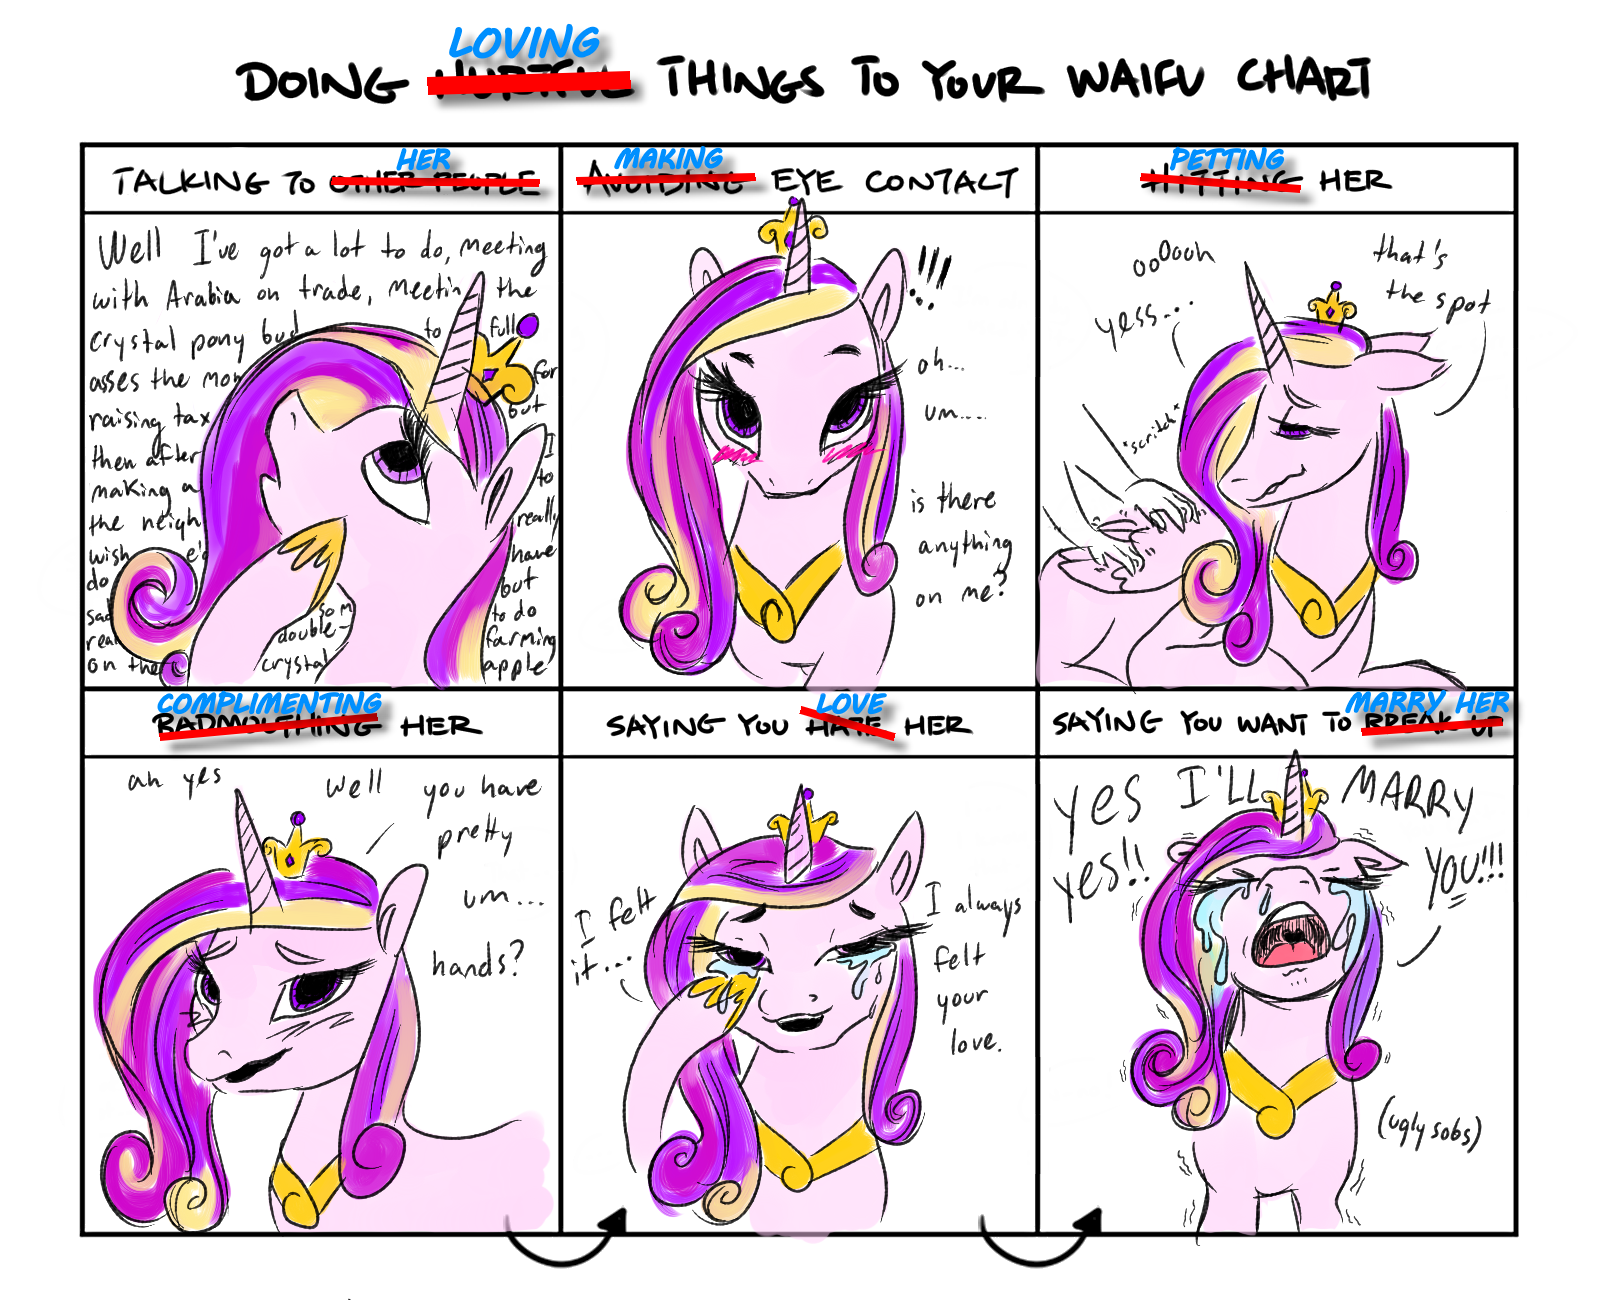 LOVING
DOING HURTFUL THINGS TO YOUR WAIFU CHART
HER
TALKING TO OTHER PEOPLE
Well I've got a lot to do, meeting
with Arabia on trade, meeting the
crystal pony bud to full
asses the mon for
raising tax but
then after I
making a to
the neigh really
wish e'd have
do but
sad som to do
real double- farming
on the crystal apple
MAKING
AVOIDING EYE CONTACT
!!!
oh...
um....
is there
anything
on me?
PETTING
HITTING HER
ooOooh
yess...
that's
the spot
*scritch*
COMPLIMENTING
BADMOUTHING HER
ah yes
well you have
pretty
um...
hands?
LOVE
SAYING YOU HATE HER
I felt
it...
I always
felt
your
love.
MARRY HER
SAYING YOU WANT TO BREAK UP
yes I'LL MARRY
yes!! YOU!!!
(ugly sobs)